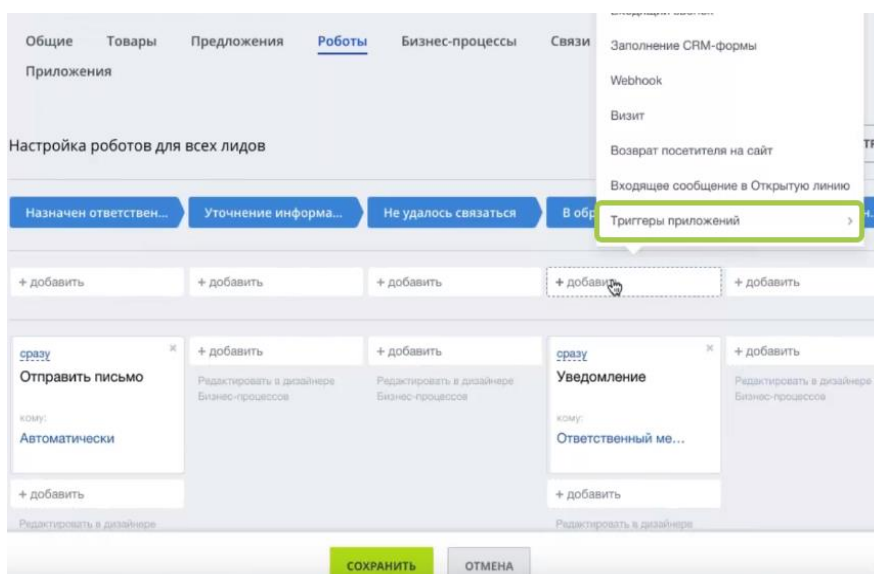 Входящий звонок
Общие Товары Предложения Роботы Бизнес-процессы Связи
Заполнение CRM-формы
Приложения
Webhook
Визит
Настройка роботов для всех лидов
Возврат посетителя на сайт
Входящее сообщение в Открытую линию
Назначен ответствен... Уточнение информа... Не удалось связаться В обр
Триггеры приложений
+ добавить + добавить + добавить + добавить + добавить
сразу + добавить + добавить сразу + добавить
Отправить письмо Редактировать в дизайнере Редактировать в дизайнере Уведомление Редактировать в дизайнере
Бизнес-процессов Бизнес-процессов Бизнес-процессов
кому: кому:
Автоматически Ответственный ме...
+ добавить + добавить
Редактировать в дизайнере Редактировать в дизайнере
СОХРАНИТЬ ОТМЕНА